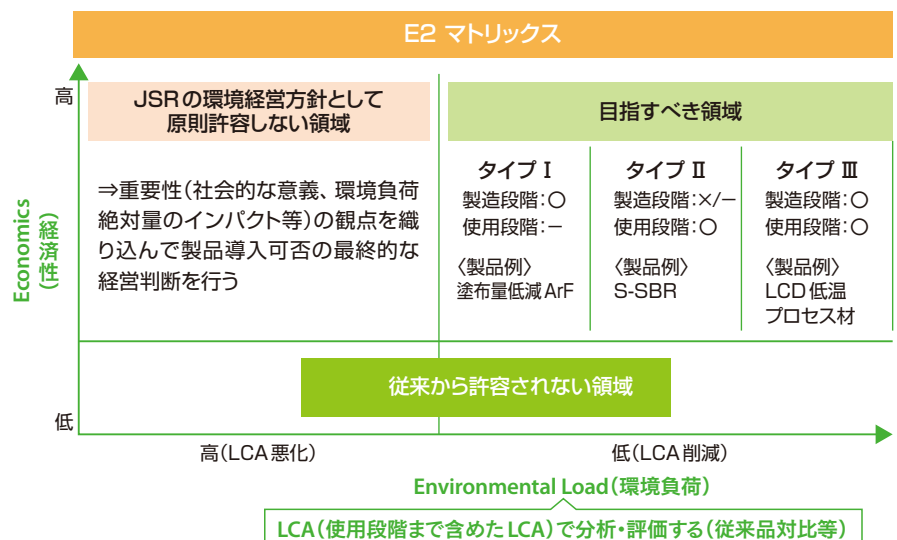 E2 マトリックス
高
JSRの環境経営方針として
原則許容しない領域
⇒重要性(社会的な意義、環境負荷
絶対量のインパクト等)の観点を織
り込んで製品導入可否の最終的な
経営判断を行う
目指すべき領域
タイプ Ⅰ
製造段階:○
使用段階:−
〈製品例〉
塗布量低減ArF
タイプ Ⅱ
製造段階:×/−
使用段階:○
〈製品例〉
S-SBR
タイプ Ⅲ
製造段階:○
使用段階:○
〈製品例〉
LCD低温
プロセス材
Economics
(経済性)
従来から許容されない領域
低
高(LCA悪化)
低(LCA削減)
Environmental Load(環境負荷)
LCA(使用段階まで含めたLCA)で分析・評価する(従来品対比等)